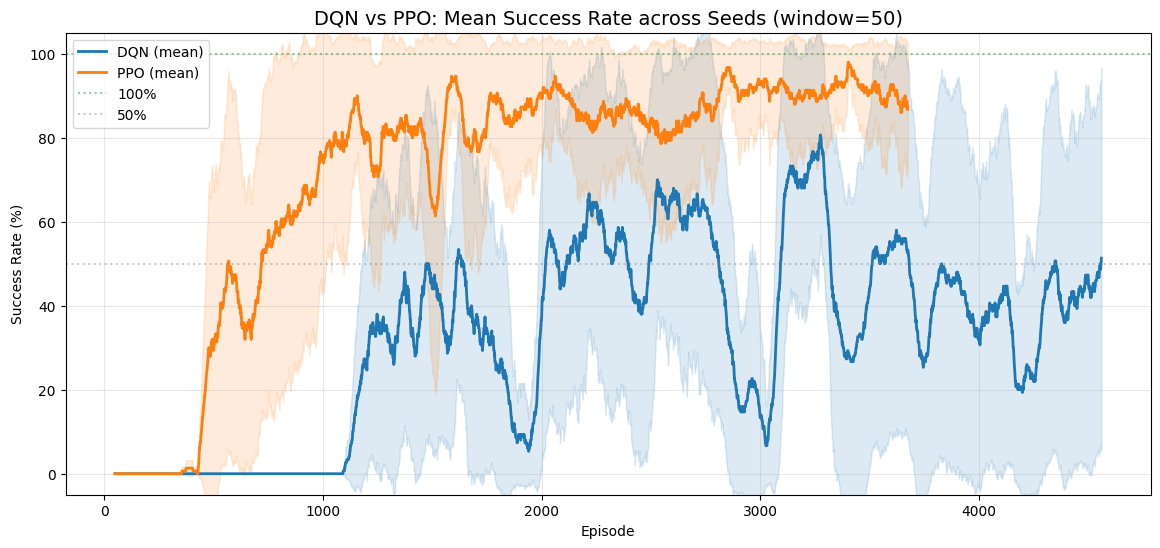 DQN vs PPO: Mean Success Rate across Seeds (window=50)
DQN (mean)
PPO (mean)
100%
50%
Success Rate (%)
100
80
60
40
20
0
0 1000 2000 3000 4000
Episode